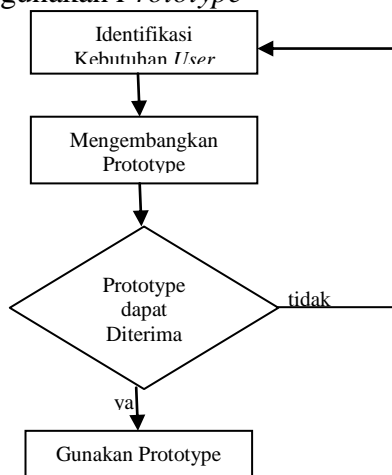 gunakan Prototype
Identifikasi
Kebutuhan User
Mengembangkan
Prototype
Prototype
dapat
Diterima
tidak
ya
Gunakan Prototype